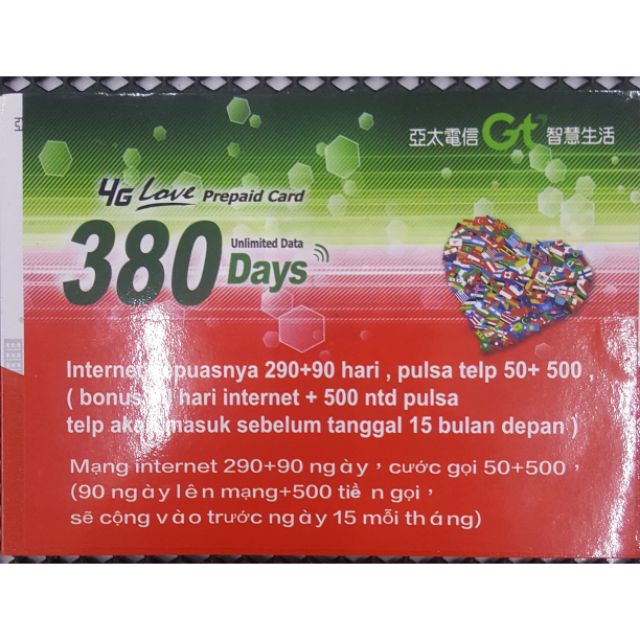 亞太電信 Gt 智慧生活
4G Love Prepaid Card
380 Unlimited Data
Days
Internet puasnya 290+90 hari , pulsa telp 50+ 500 ,
( bonus hari internet + 500 ntd pulsa
telp akan masuk sebelum tanggal 15 bulan depan )
Mạng internet 290+90 ngày，cước gọi 50+500，
(90 ngày lên mạng+500 tiền gọi，
sẽ cộng vào trước ngày 15 mỗi tháng)